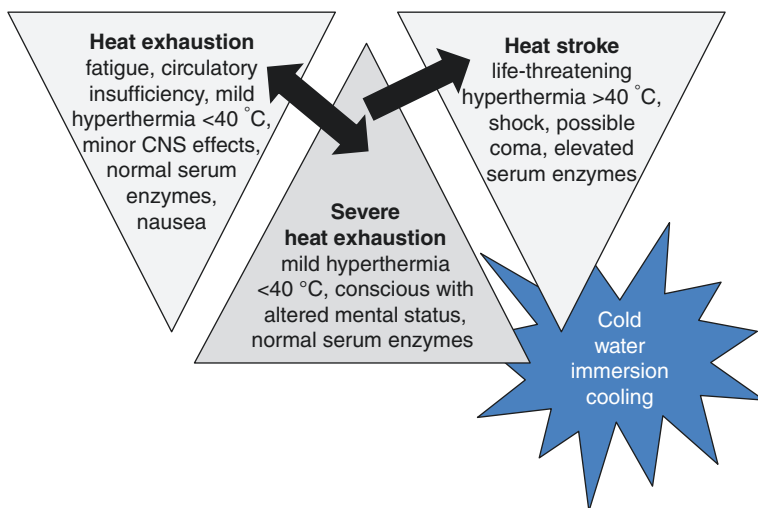 Heat exhaustion
fatigue, circulatory
insufficiency, mild
hyperthermia <40 °C,
minor CNS effects,
normal serum
enzymes,
nausea
Severe
heat exhaustion
mild hyperthermia
<40 °C, conscious with
altered mental status,
normal serum enzymes
Heat stroke
life-threatening
hyperthermia >40 °C,
shock, possible
coma, elevated
serum enzymes
Cold
water
immersion
cooling